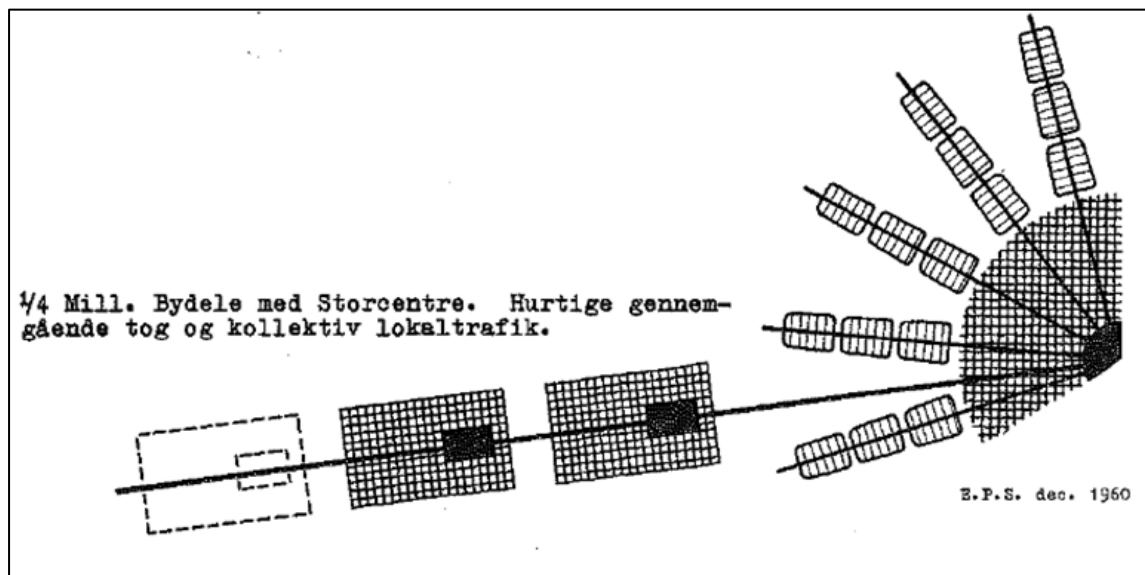 1/4 Mill. Bydele med Storcentre. Hurtige gennem-
gående tog og kollektiv lokaltrafik.
E.P.S. dec. 1960